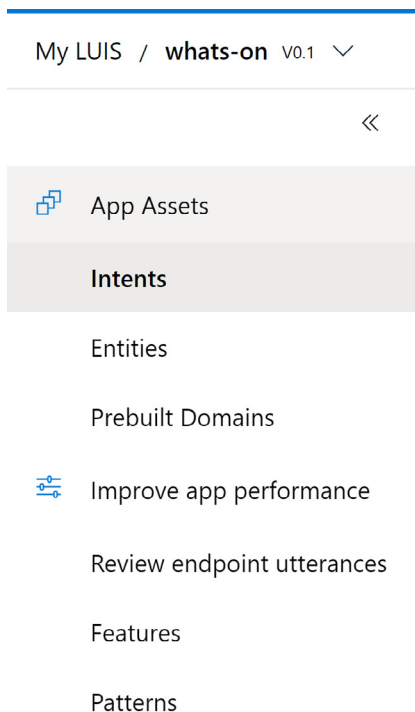 My LUIS / whats-on V0.1
App Assets
Intents
Entities
Prebuilt Domains
Improve app performance
Review endpoint utterances
Features
Patterns